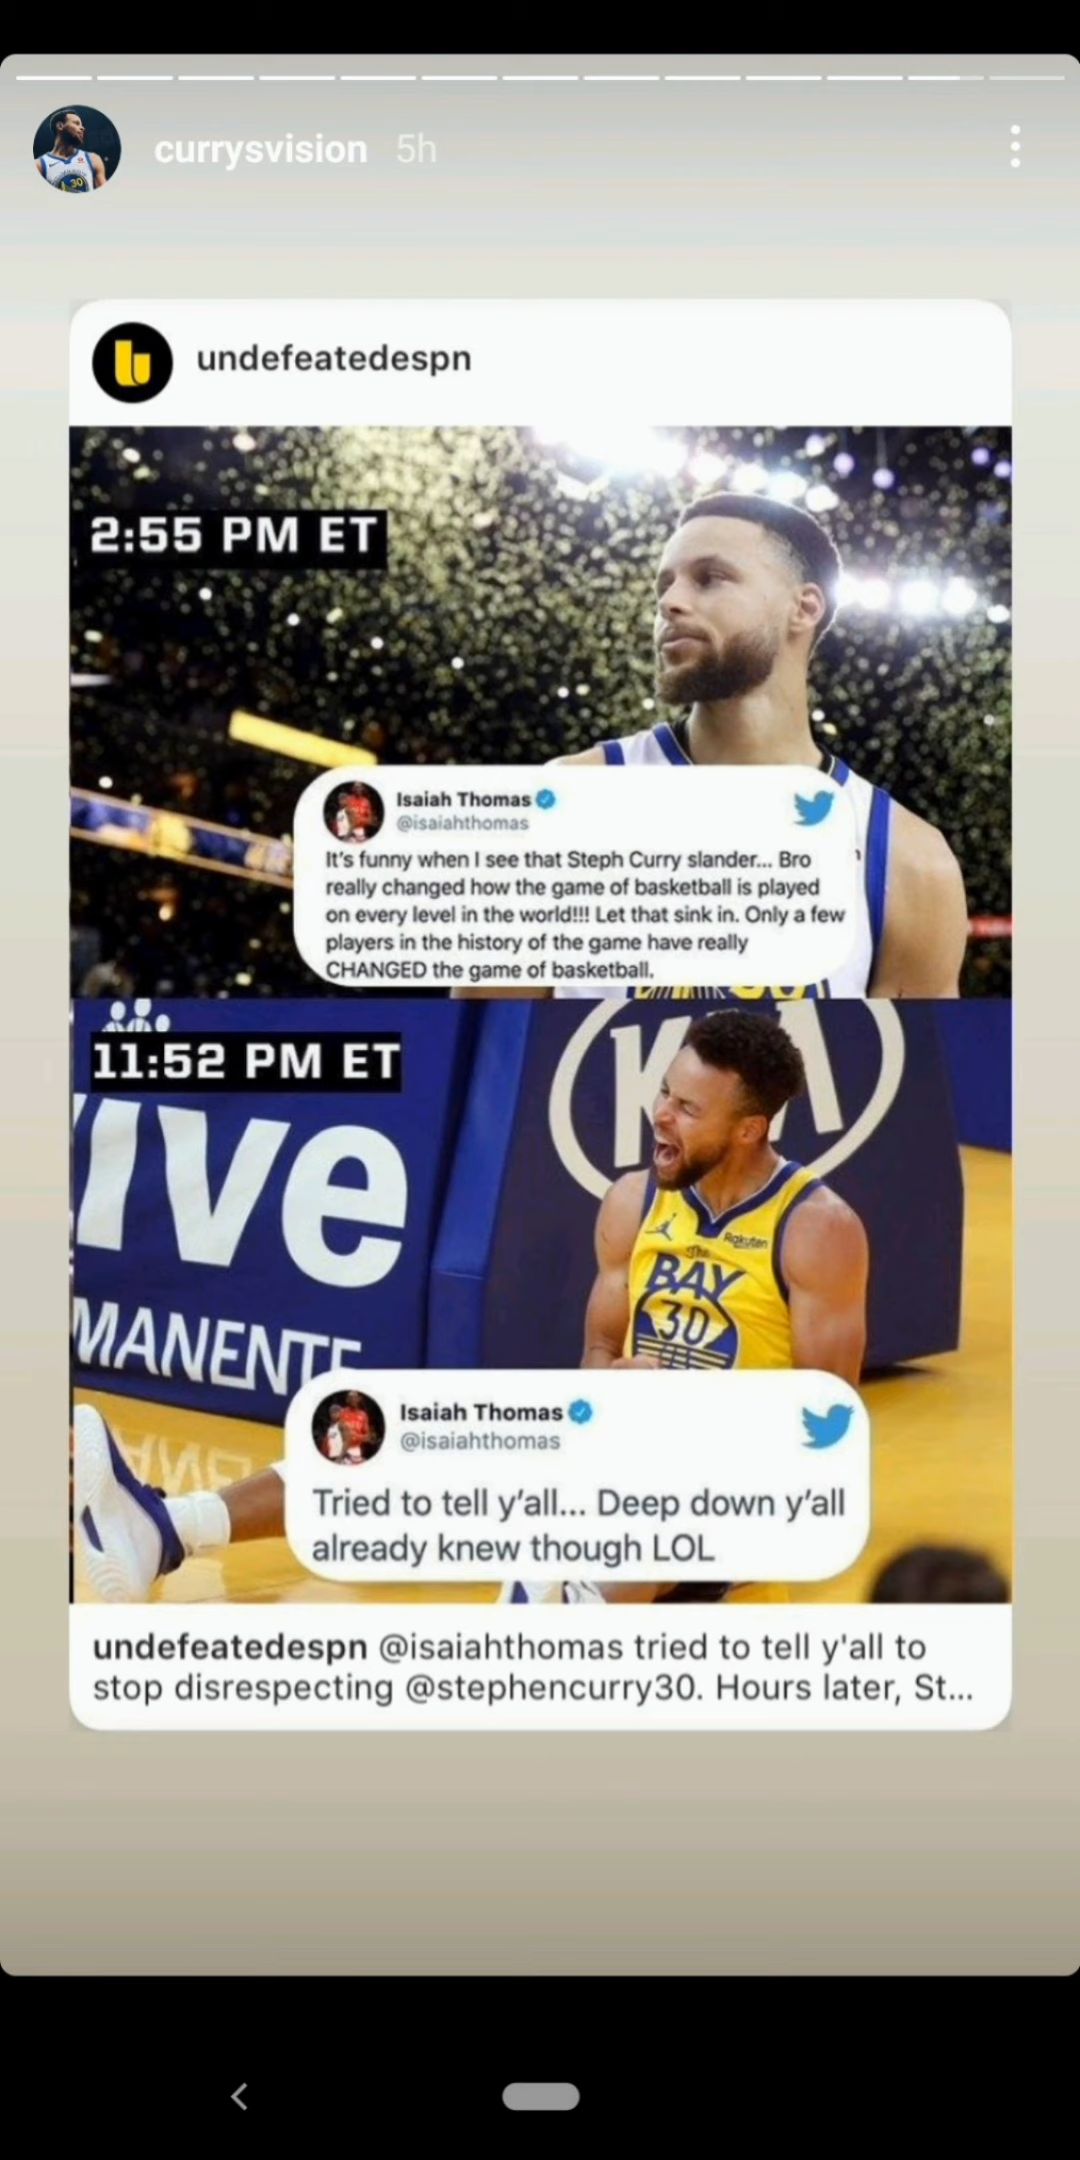 currysvision 5h
undefeatedespn
2:55 PM ET
Isaiah Thomas
@isaiahthomas
It's funny when I see that Steph Curry slander... Bro
really changed how the game of basketball is played
on every level in the world!!! Let that sink in. Only a few
players in the history of the game have really
CHANGED the game of basketball.
11:52 PM ET
KIA
ive
MANENTE
Rakuten
The
BAY
30
Isaiah Thomas
@isaiahthomas
Tried to tell y'all... Deep down y'all
already knew though LOL
undefeatedespn @isaiahthomas tried to tell y'all to
stop disrespecting @stephencurry30. Hours later, St...